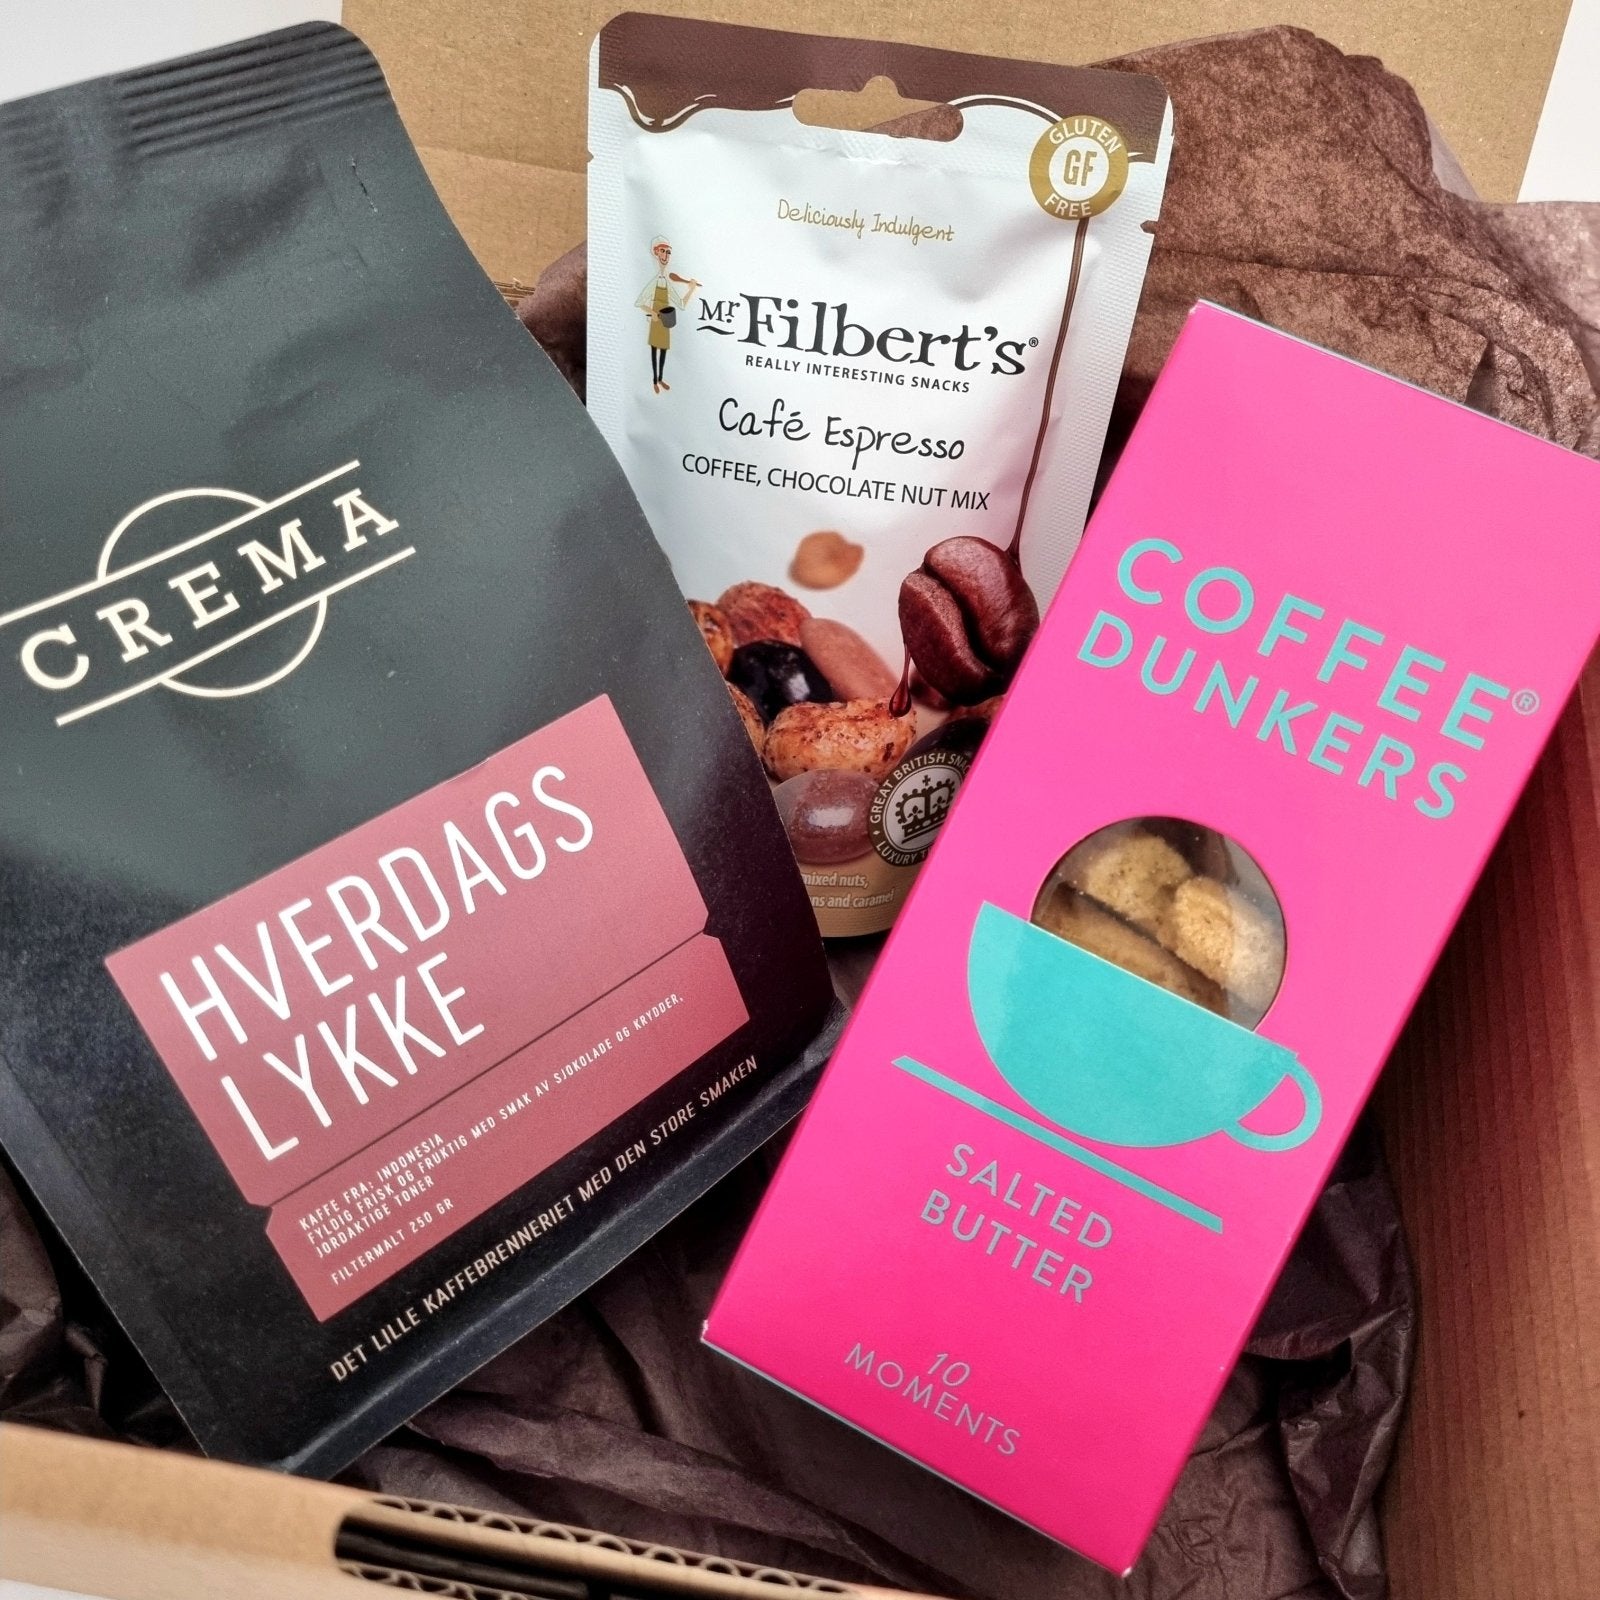 CREMA
HVERDAGS
LYKKE
KAFFE FRA: INDONESIA
FYLDIG FRISK OG FRUKTIG MED SMAK AV SJOKOLADE OG KRYDDER,
JORDAKTIGE TONER
FILTERMALT 250 GR
DET LILLE KAFFEBRENNERIET MED DEN STORE SMAKEN
GLUTEN
GF
FREE
Deliciously Indulgent
Mr. Filbert's®
REALLY INTERESTING SNACKS
Café Espresso
COFFEE, CHOCOLATE NUT MIX
GREAT BRITISH
LUXURY
mixed nuts,
and caramel
COFFEE®
DUNKERS
SALTED
BUTTER
10
MOMENTS